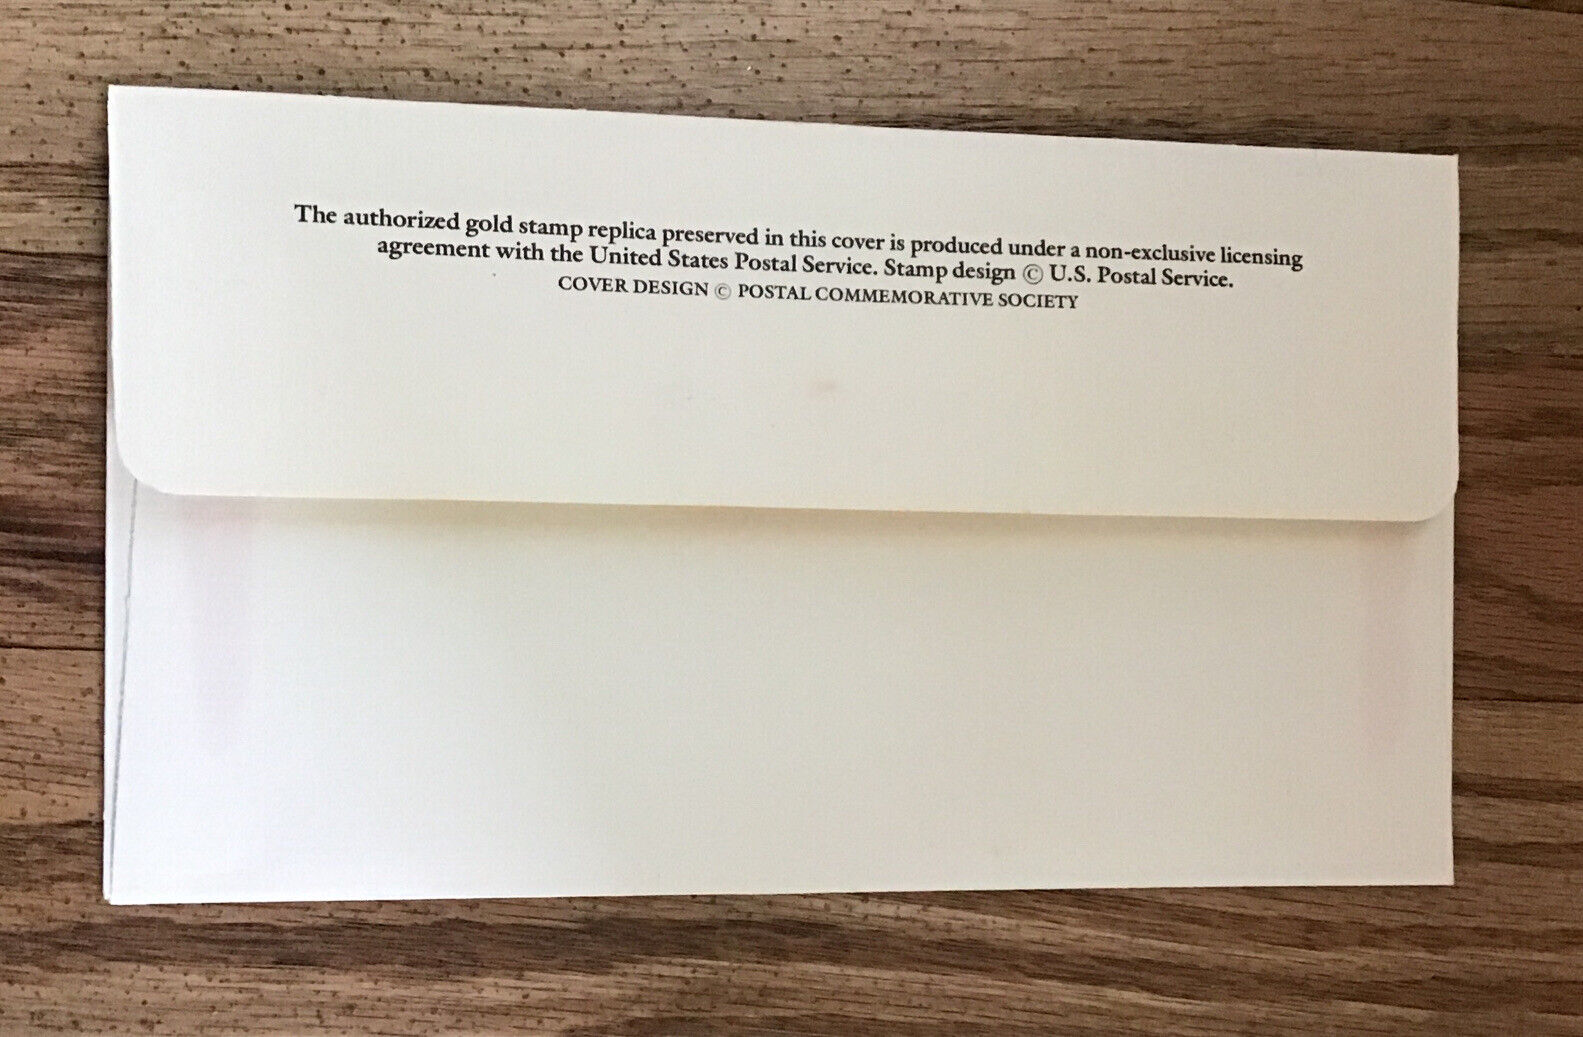 The authorized gold stamp replica preserved in this cover is produced under a non-exclusive licensing
agreement with the United States Postal Service. Stamp design © U.S. Postal Service.
COVER DESIGN © POSTAL COMMEMORATIVE SOCIETY